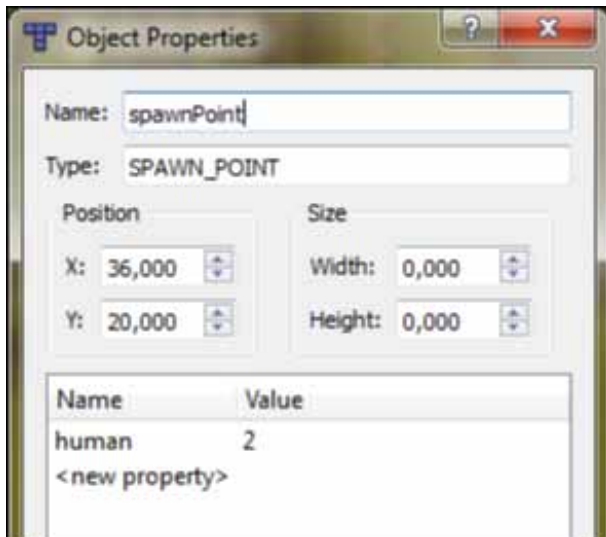 Object Properties
Name: spawnPoint
Type: SPAWN_POINT
Position
X: 36,000
Y: 20,000
Size
Width: 0,000
Height: 0,000
Name Value
human 2
<new property>